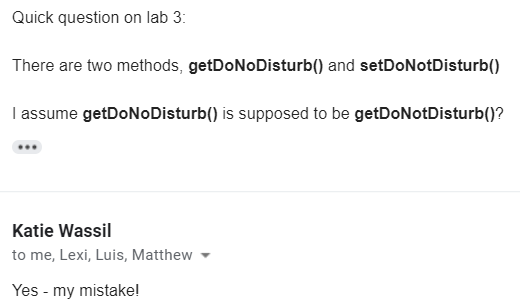 Quick question on lab 3:
There are two methods, getDoNoDisturb() and setDoNotDisturb()
I assume getDoNoDisturb() is supposed to be getDoNotDisturb()?
Katie Wassil
to me, Lexi, Luis, Matthew
Yes - my mistake!